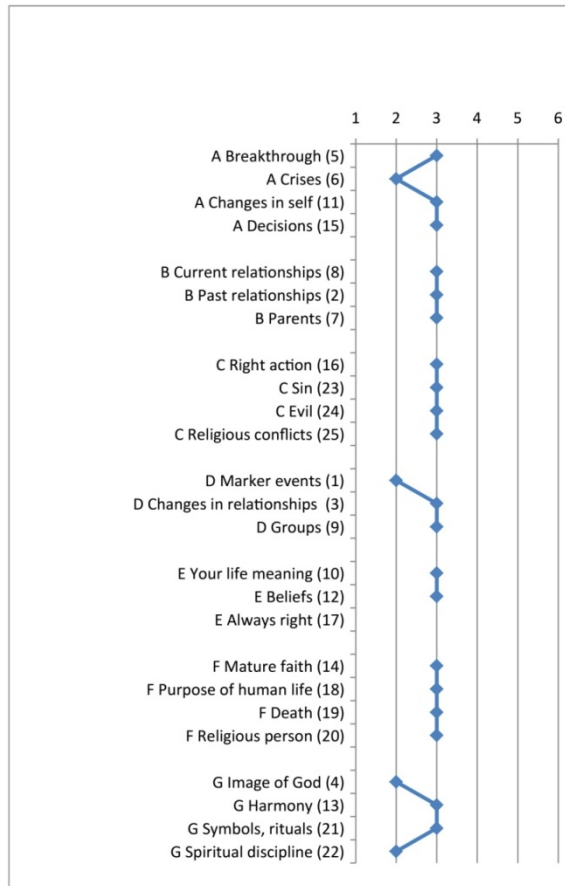 1 2 3 4 5 6
A Breakthrough (5)
A Crises (6)
A Changes in self (11)
A Decisions (15)
B Current relationships (8)
B Past relationships (2)
B Parents (7)
C Right action (16)
C Sin (23)
C Evil (24)
C Religious conflicts (25)
D Marker events (1)
D Changes in relationships (3)
D Groups (9)
E Your life meaning (10)
E Beliefs (12)
E Always right (17)
F Mature faith (14)
F Purpose of human life (18)
F Death (19)
F Religious person (20)
G Image of God (4)
G Harmony (13)
G Symbols, rituals (21)
G Spiritual discipline (22)